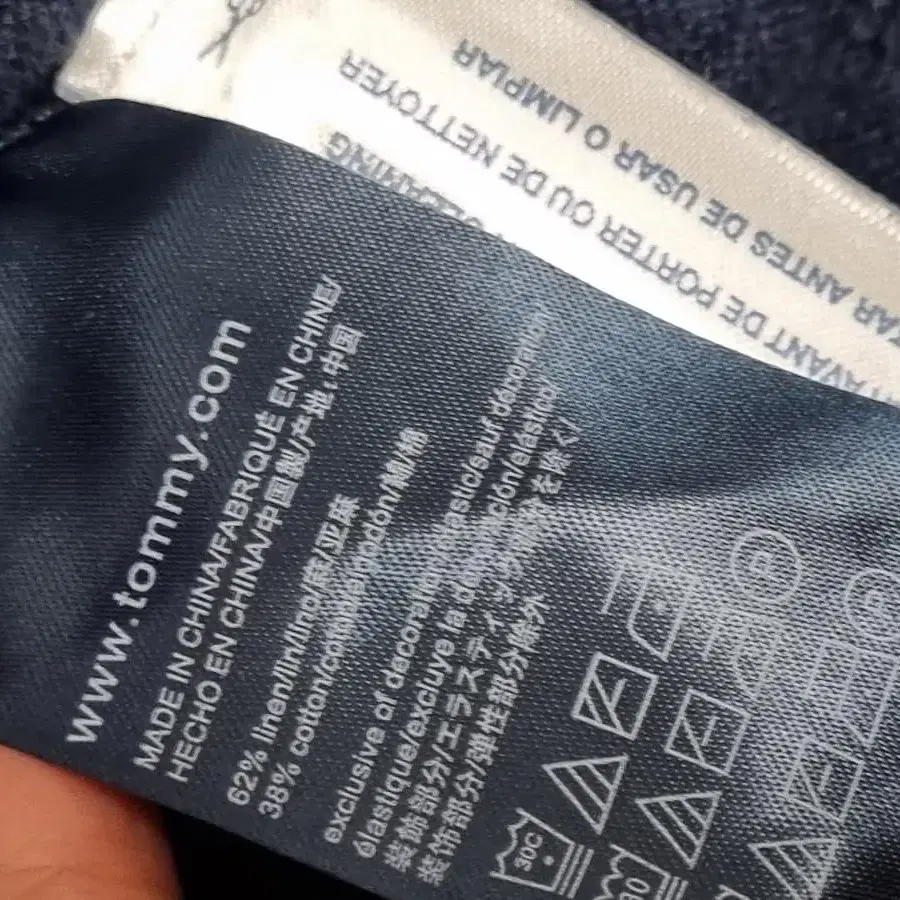 www.tommy.com
MADE IN CHINA/FABRIQUÉ EN CHINE/
HECHO EN CHINA/中国製/产地:中国
62% linen/lin/lino/麻/亚麻
38% cotton/coton/algodón/綿/棉
exclusive of decoration/elastic/sauf décoration
élastique/excluye la decoración/elástico/
装飾部分/エラスティック部分を除く/
装饰部分/弹性部分除外
30C
P
P
CLEANING
AVANT DE PORTER OU DE NETTOYER
ANTES DE USAR O LIMPIAR